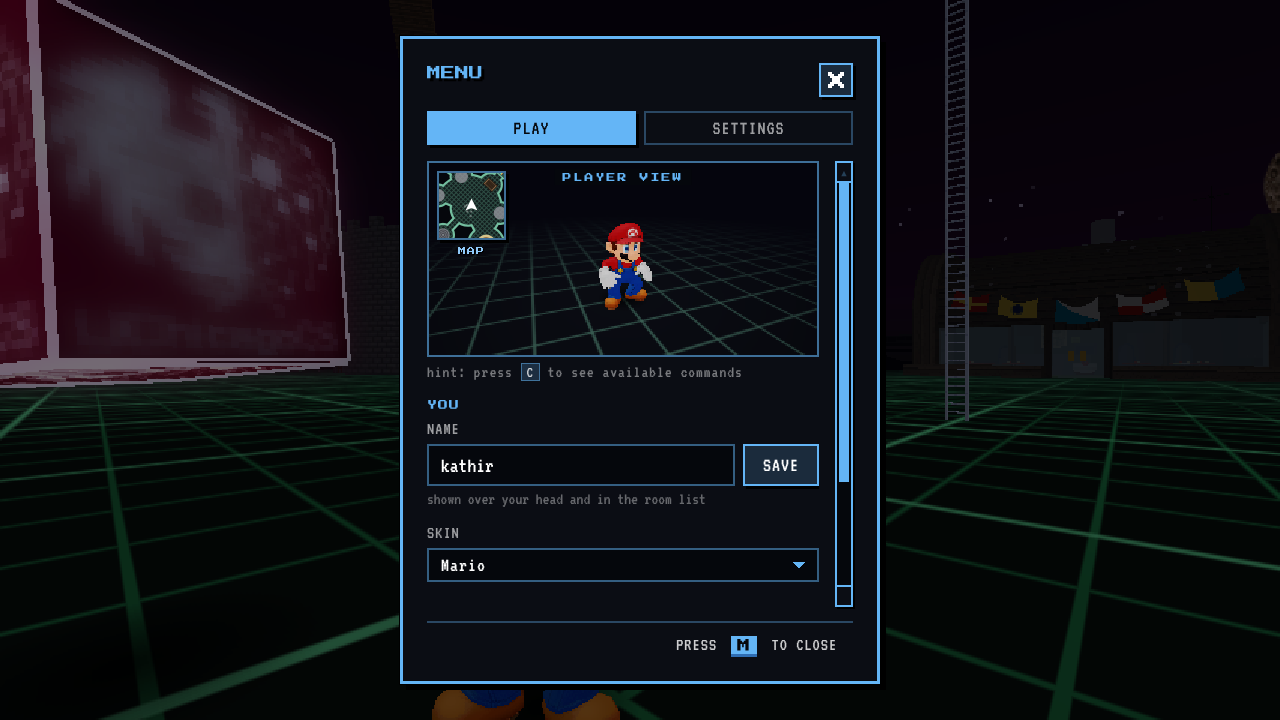 MENU
PLAY
SETTINGS
PLAYER VIEW
MAP
hint: press C to see available commands
YOU
NAME
kathir
SAVE
shown over your head and in the room list
SKIN
Mario
PRESS M TO CLOSE